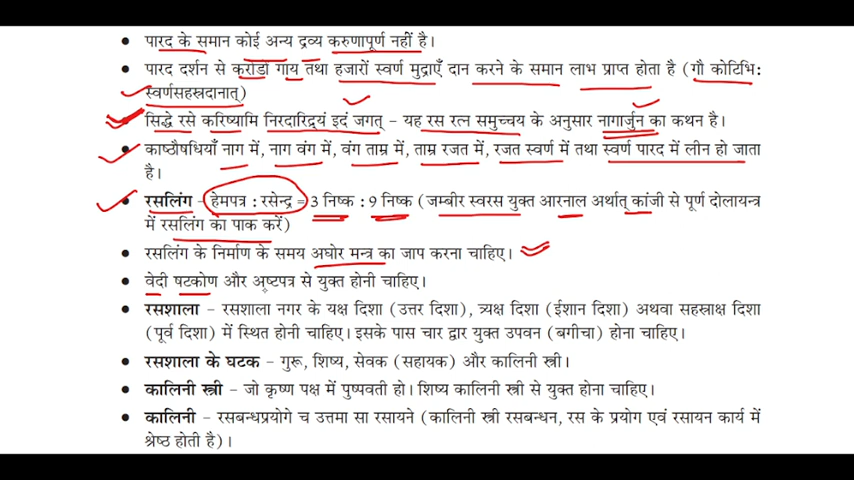 • पारद के समान कोई अन्य द्रव्य करुणापूर्ण नहीं है।
• पारद दर्शन से करोडों गाय तथा हजारों स्वर्ण मुद्राएँ दान करने के समान लाभ प्राप्त होता है (गौ कोटिभिः
स्वर्णसहस्रदानात्)
• सिद्धे रसे करिष्यामि निरदारिद्र्यं इदं जगत् - यह रस रत्न समुच्चय के अनुसार नागार्जुन का कथन है।
• काष्ठौषधियाँ नाग में, नाग वंग में, वंग ताम्र में, ताम्र रजत में, रजत स्वर्ण में तथा स्वर्ण पारद में लीन हो जाता
है।
• रसलिंग - हेमपत्र : रसेन्द्र = 3 निष्क : 9 निष्क (जम्बीर स्वरस युक्त आरनाल अर्थात् कांजी से पूर्ण दोलायन्त्र
में रसलिंग का पाक करें)
• रसलिंग के निर्माण के समय अघोर मन्त्र का जाप करना चाहिए।
• वेदी षटकोण और अष्टपत्र से युक्त होनी चाहिए।
• रसशाला - रसशाला नगर के यक्ष दिशा (उत्तर दिशा), त्र्यक्ष दिशा (ईशान दिशा) अथवा सहस्राक्ष दिशा
(पूर्व दिशा) में स्थित होनी चाहिए। इसके पास चार द्वार युक्त उपवन (बगीचा) होना चाहिए।
• रसशाला के घटक - गुरू, शिष्य, सेवक (सहायक) और कालिनी स्त्री।
• कालिनी स्त्री - जो कृष्ण पक्ष में पुष्पवती हो। शिष्य कालिनी स्त्री से युक्त होना चाहिए।
• कालिनी - रसबन्धप्रयोगे च उत्तमा सा रसायने (कालिनी स्त्री रसबन्धन, रस के प्रयोग एवं रसायन कार्य में
श्रेष्ठ होती है)।